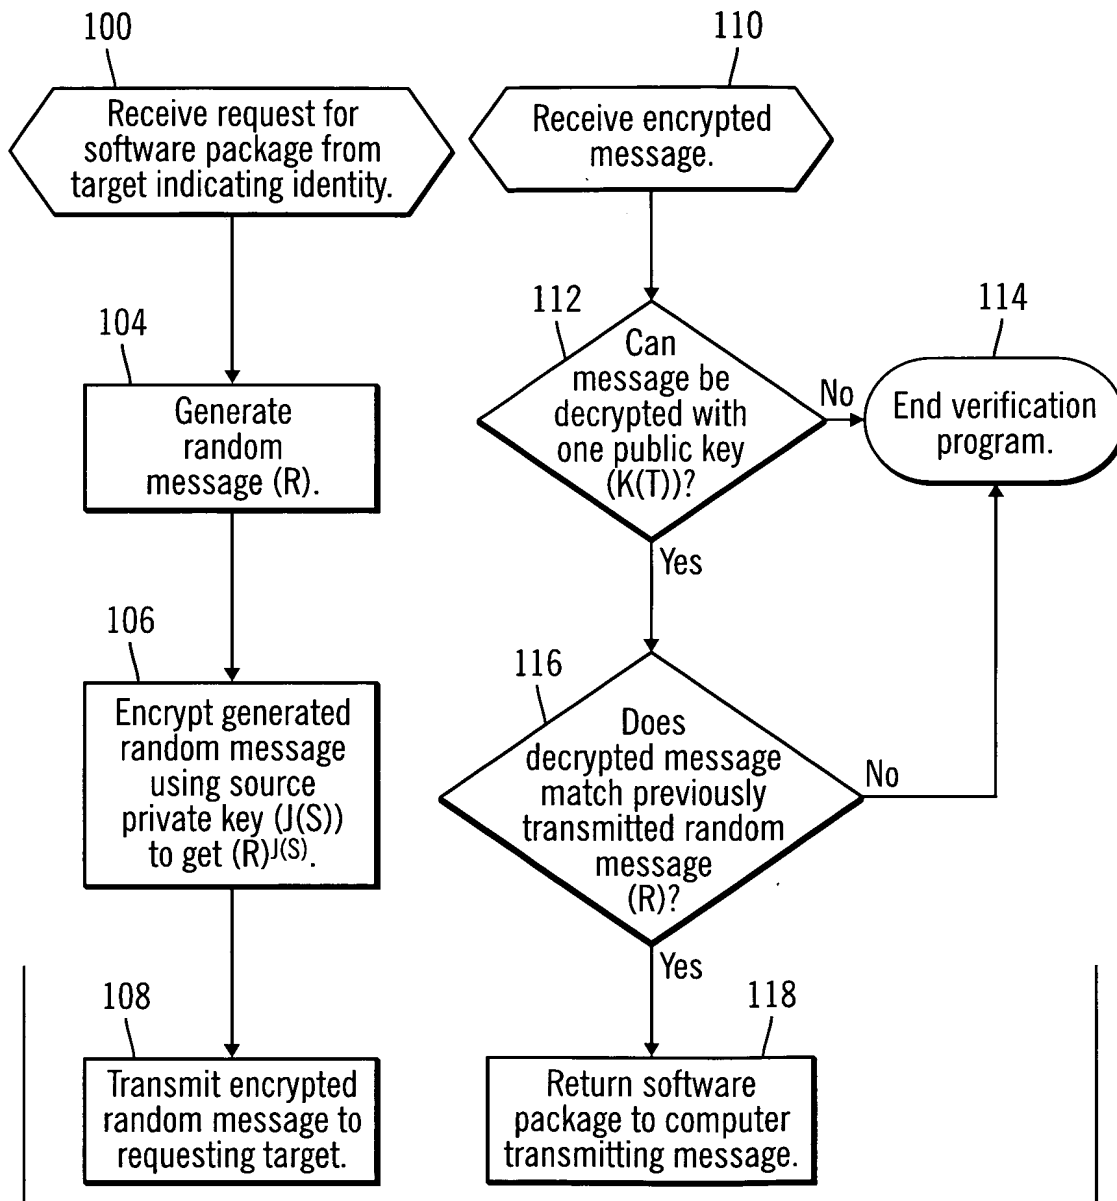 100
Receive request for
software package from
target indicating identity.
104
Generate
random
message (R).
106
Encrypt generated
random message
using source
private key (J(S))
to get (R)J(S).
108
Transmit encrypted
random message to
requesting target.
110
Receive encrypted
message.
112
Can
message be
decrypted with
one public key
(K(T))?
No
114
End verification
program.
Yes
116
Does
decrypted message
match previously
transmitted random
message
(R)?
No
Yes
118
Return software
package to computer
transmitting message.